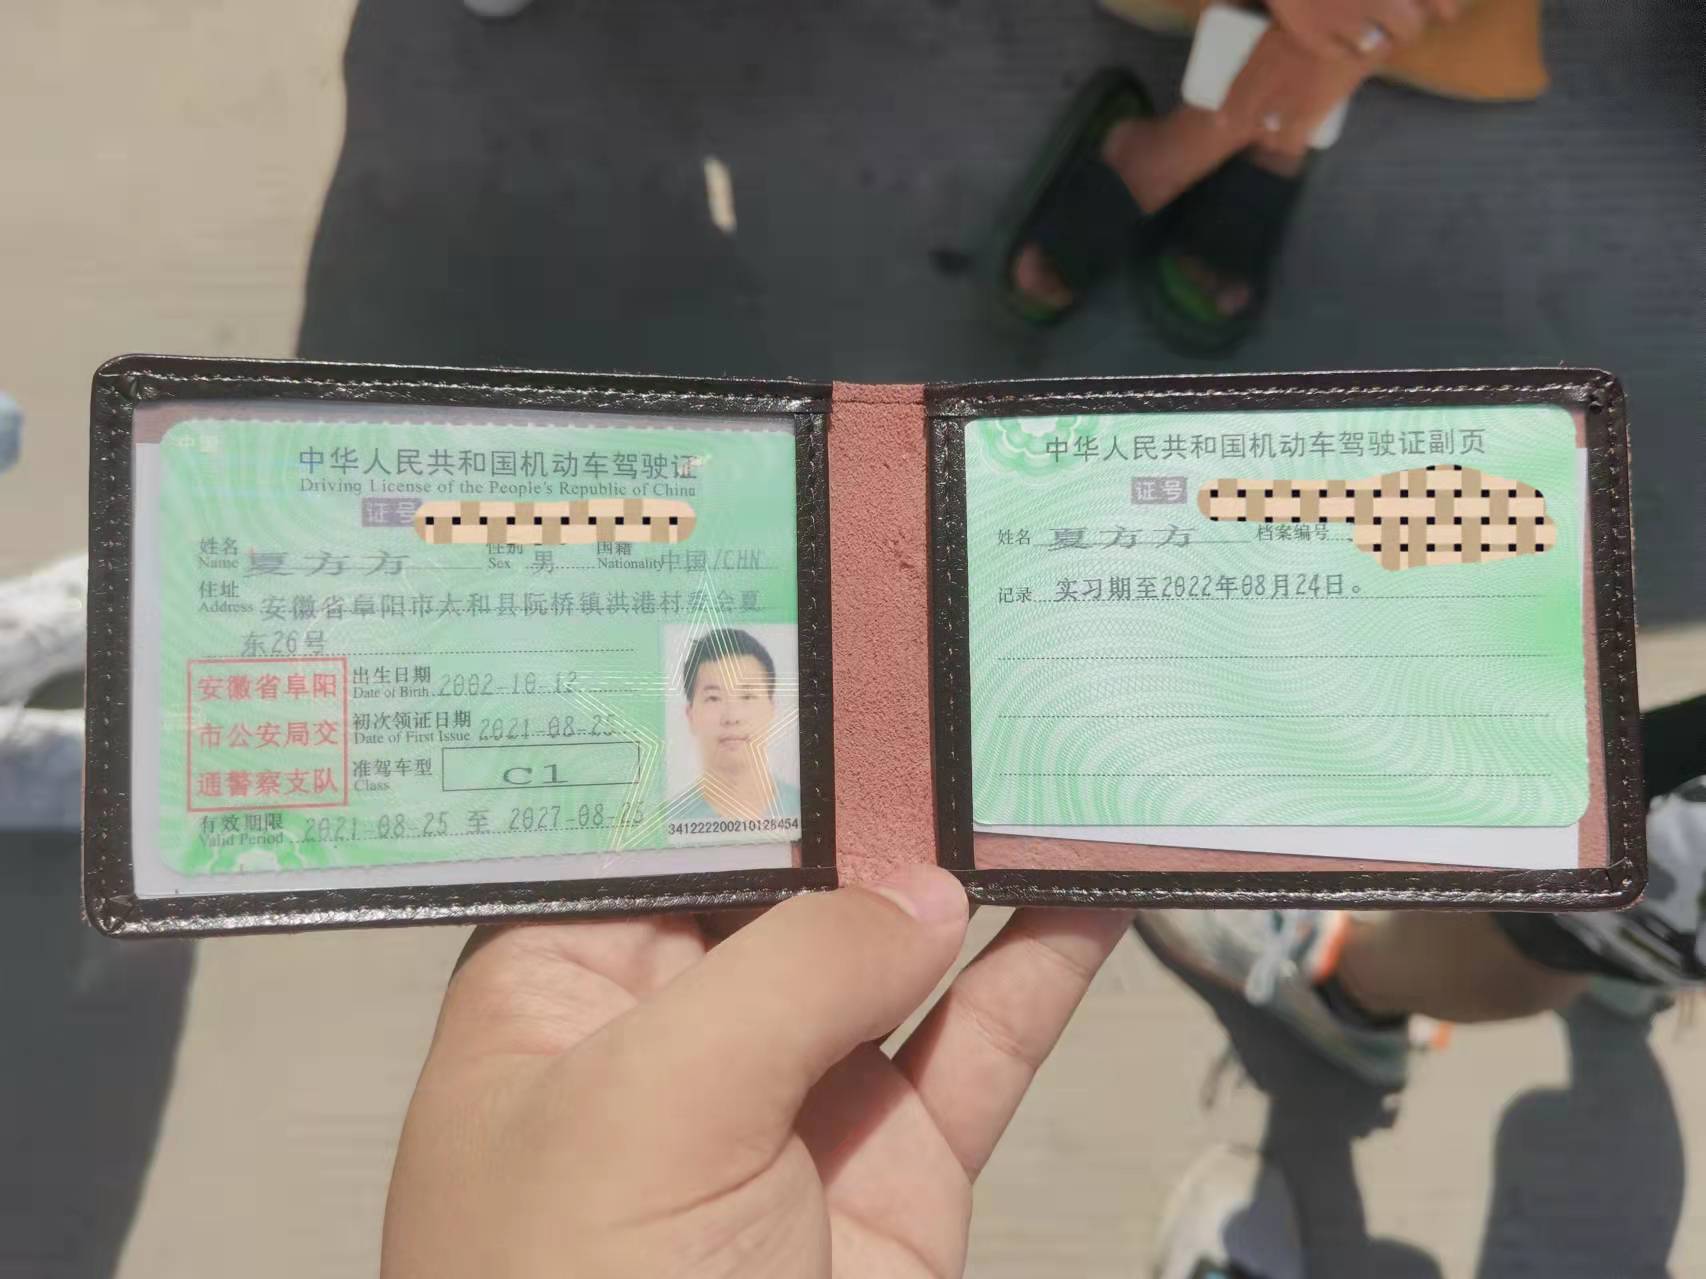 中华人民共和国机动车驾驶证
Driving License of the People's Republic of China
证号
姓名 夏方方 性别 男 国籍 中国/CHN
Name Sex Nationality
住址 安徽省阜阳市太和县阮桥镇洪港村委会夏
Address
东26号
安徽省阜阳
市公安局交
通警察支队
出生日期 2002-10-12
Date of Birth
初次领证日期 2021-08-25
Date of First Issue
准驾车型 C1
Class
有效期限 2021-08-25 至 2027-08-25
Valid Period
341222200210128454
中华人民共和国机动车驾驶证副页
证号
姓名 夏方方 档案编号
记录 实习期至2022年08月24日。